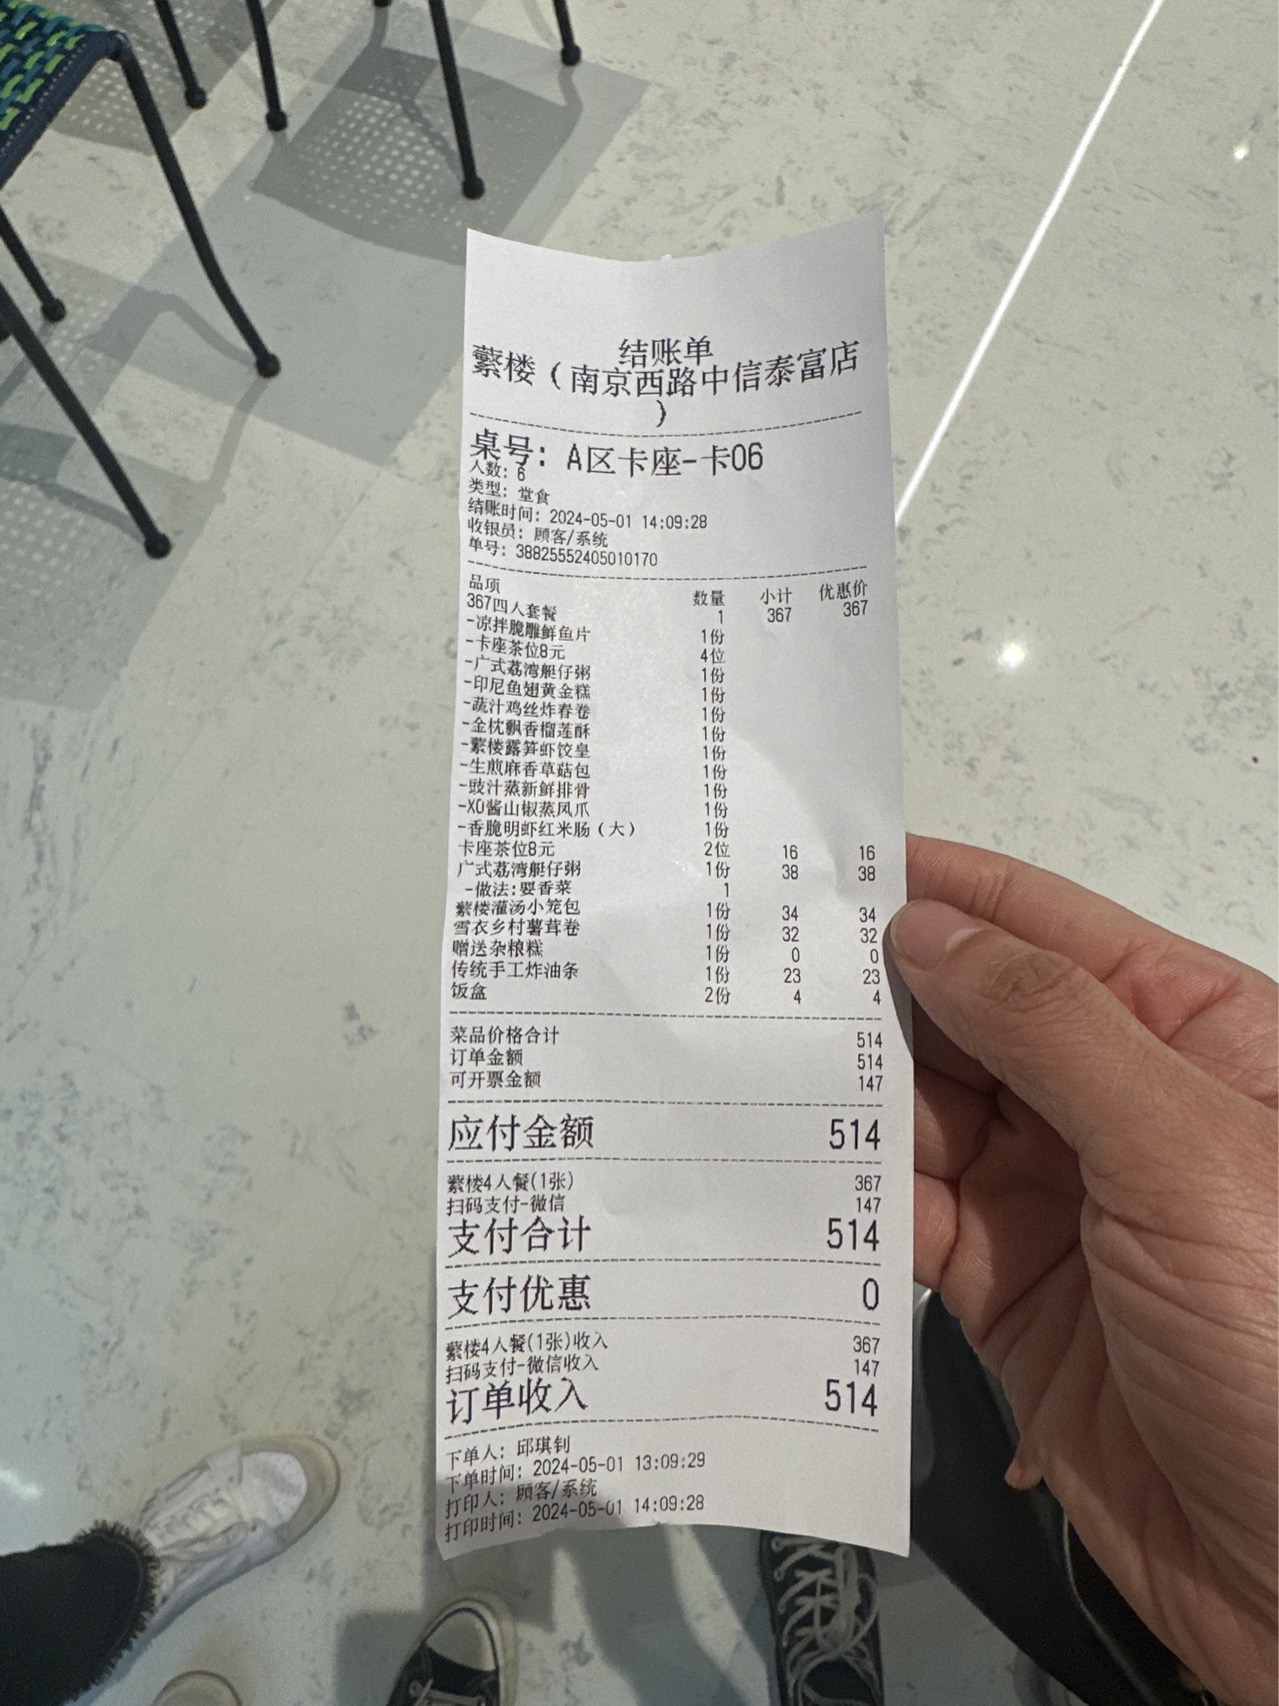 结账单
蘩楼（南京西路中信泰富店
）
桌号: A区卡座-卡06
人数: 6
类型: 堂食
结账时间: 2024-05-01 14:09:28
收银员: 顾客/系统
单号: 38825552405010170
品项 数量 小计 优惠价
367四人套餐 1 367 367
-凉拌脆雕鲜鱼片 1份
-卡座茶位8元 4位
-广式荔湾艇仔粥 1份
-印尼鱼翅黄金糕 1份
-蔬汁鸡丝炸春卷 1份
-金枕飘香榴莲酥 1份
-蘩楼露笋虾饺皇 1份
-生煎麻香草菇包 1份
-豉汁蒸新鲜排骨 1份
-XO酱山椒蒸凤爪 1份
-香脆明虾红米肠（大） 1份
卡座茶位8元 2位 16 16
广式荔湾艇仔粥 1份 38 38
-做法:要香菜 1
蘩楼灌汤小笼包 1份 34 34
雪衣乡村薯茸卷 1份 32 32
赠送杂粮糕 1份 0 0
传统手工炸油条 1份 23 23
饭盒 2份 4 4
菜品价格合计 514
订单金额 514
可开票金额 147
应付金额 514
蘩楼4人餐(1张) 367
扫码支付-微信 147
支付合计 514
支付优惠 0
蘩楼4人餐(1张)收入 367
扫码支付-微信收入 147
订单收入 514
下单人: 邱琪钊
下单时间: 2024-05-01 13:09:29
打印人: 顾客/系统
打印时间: 2024-05-01 14:09:28